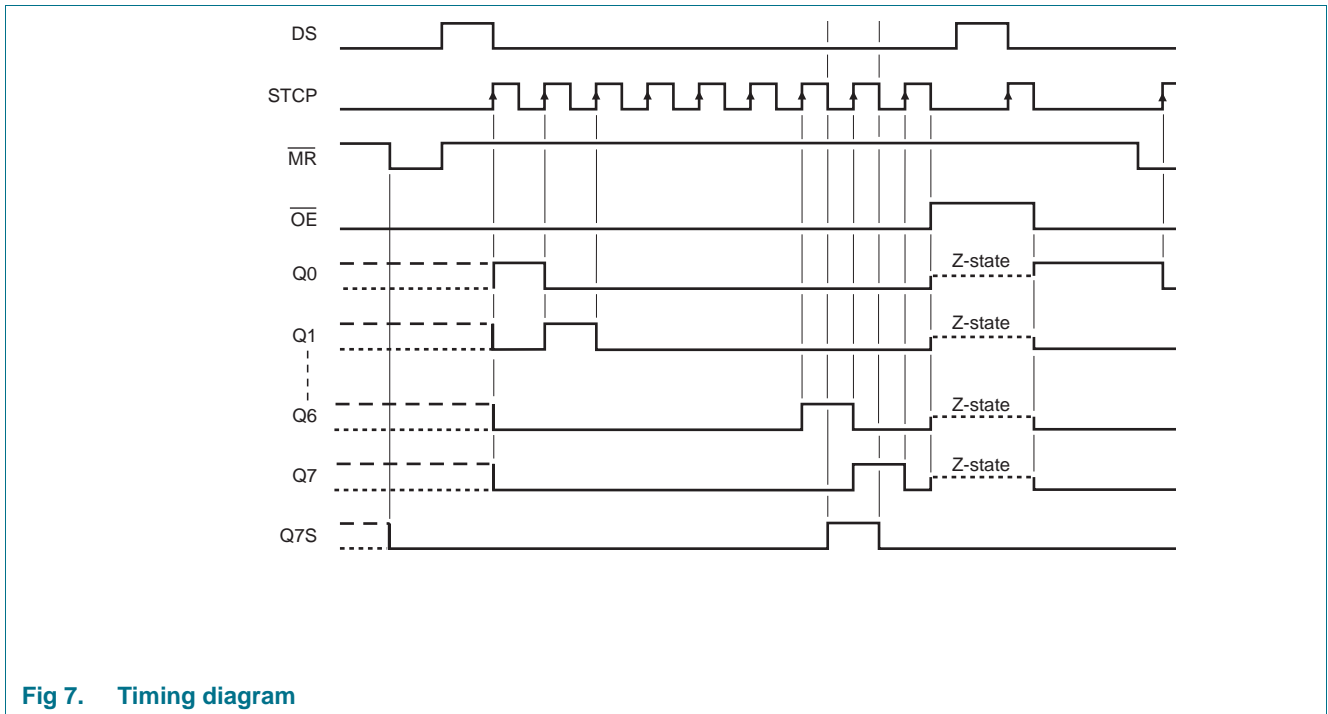 DS
STCP
MR
OE
Q0
Z-state
Q1
Z-state
Q6
Z-state
Q7
Z-state
Q7S
Fig 7. Timing diagram